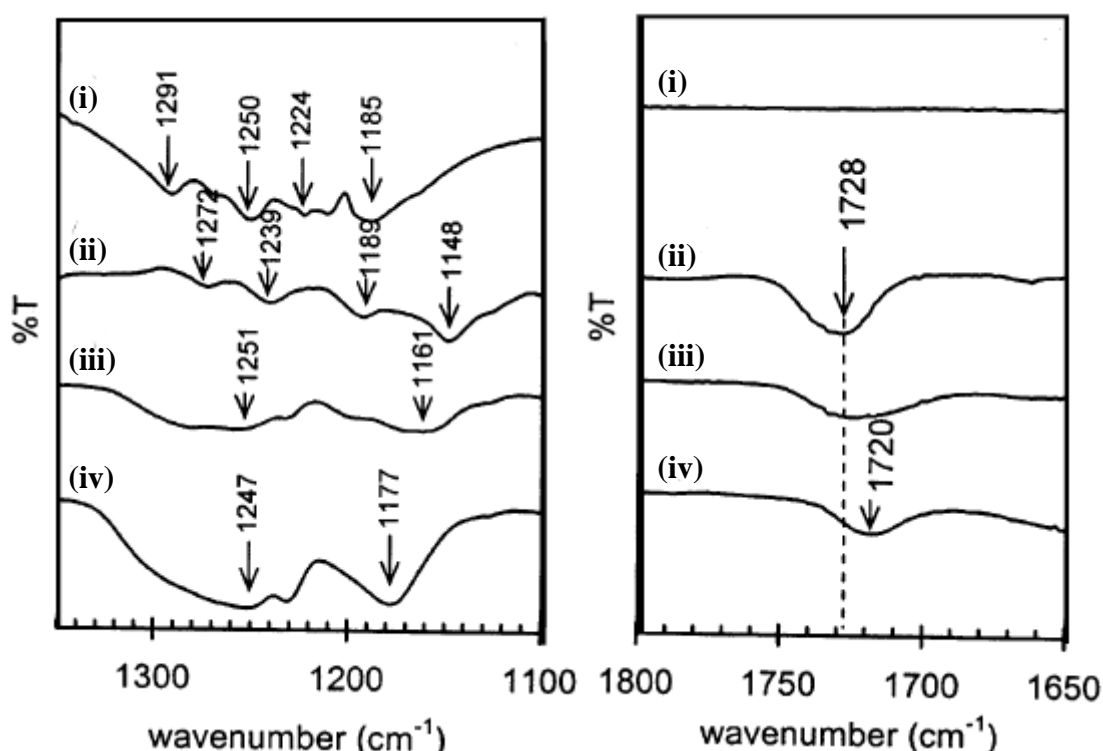 (i)
1291
1250
1224
1185
(ii)
1272
1239
1189
1148
(iii)
1251
1161
(iv)
1247
1177
%T
1300
1200
1100
wavenumber (cm-1)
(i)
1728
(ii)
(iii)
(iv)
1720
%T
1800
1750
1700
1650
wavenumber (cm-1)